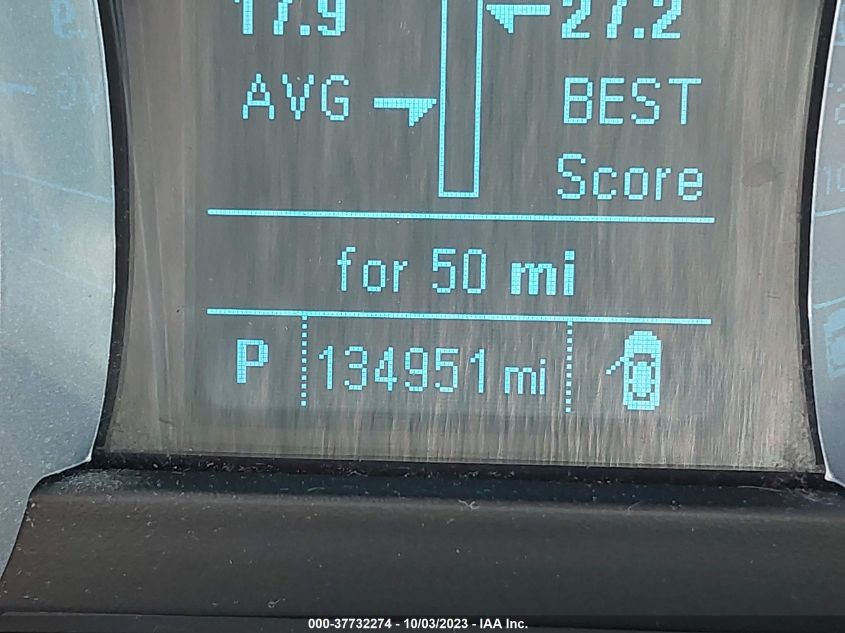 17.9 27.2
AVG BEST
Score
for 50 mi
P 134951 mi
000-37732274 - 10/03/2023 - IAA Inc.